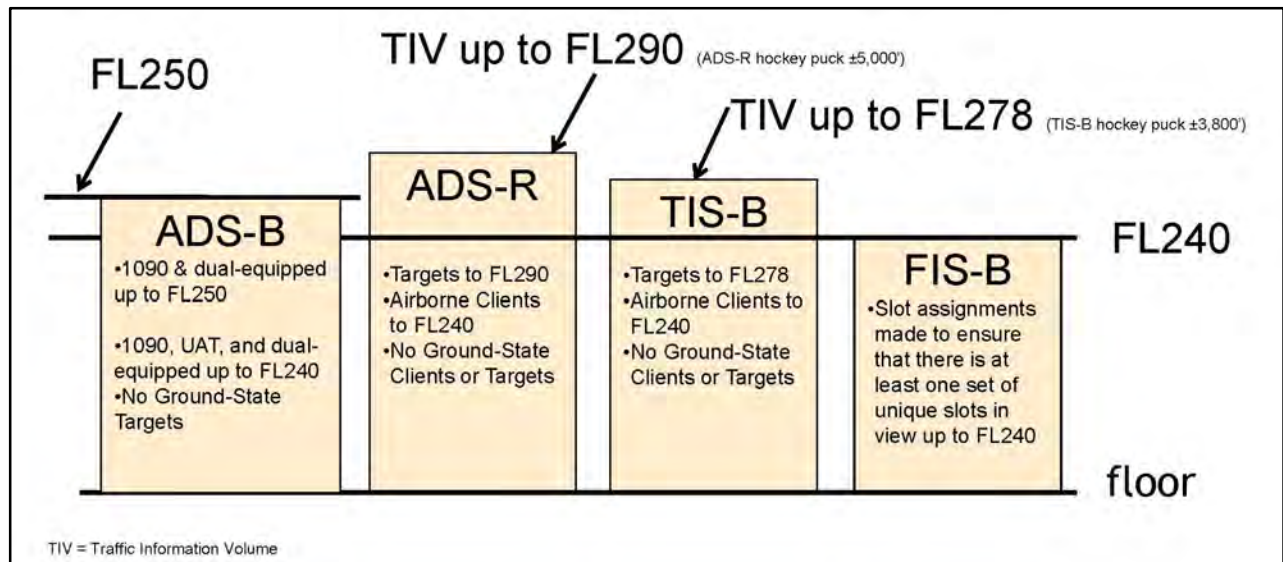 FL250
TIV up to FL290 (ADS-R hockey puck ±5,000')
TIV up to FL278 (TIS-B hockey puck ±3,800')
ADS-B
•1090 & dual-equipped
up to FL250
•1090, UAT, and dual-
equipped up to FL240
•No Ground-State
Targets
ADS-R
•Targets to FL290
•Airborne Clients
to FL240
•No Ground-State
Clients or Targets
TIS-B
•Targets to FL278
•Airborne Clients to
FL240
•No Ground-State
Clients or Targets
FIS-B
•Slot assignments
made to ensure
that there is at
least one set of
unique slots in
view up to FL240
FL240
floor
TIV = Traffic Information Volume